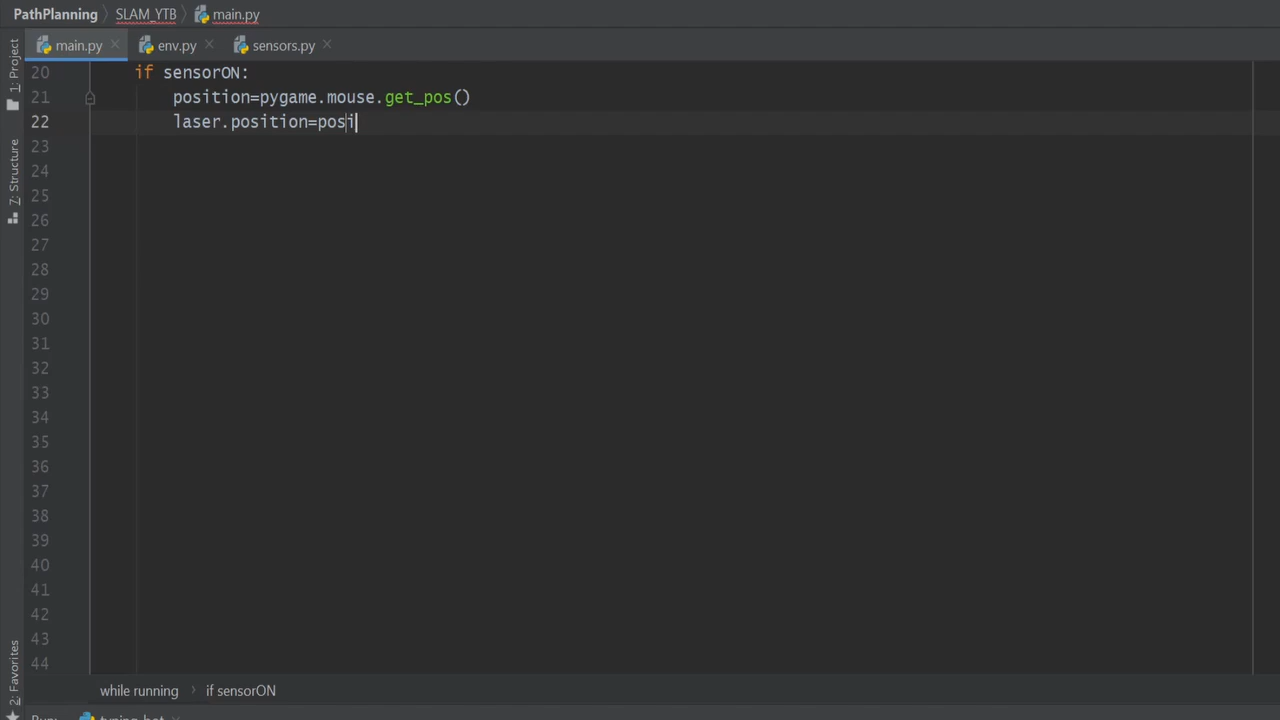 PathPlanning SLAM_YTB main.py
main.py env.py sensors.py
1: Project
7: Structure
2: Favorites
20 if sensorON:
21 position=pygame.mouse.get_pos()
22 laser.position=posi
23
24
25
26
27
28
29
30
31
32
33
34
35
36
37
38
39
40
41
42
43
44
while running if sensorON
Run: typing_bot